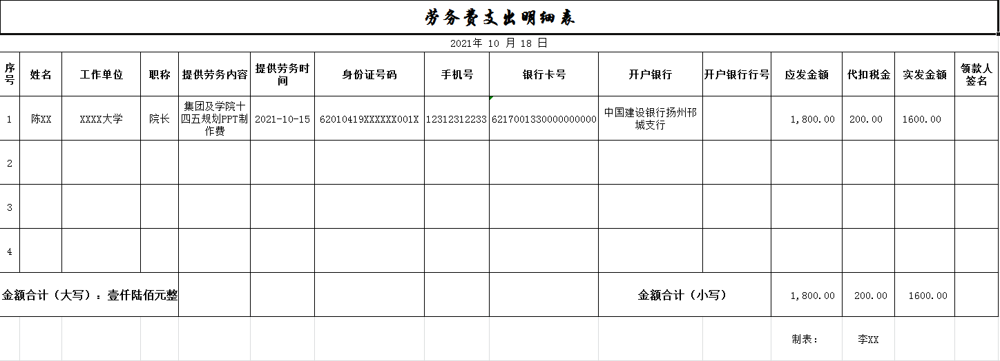 劳务费支出明细表
2021年 10 月 18 日
序号 姓名 工作单位 职称 提供劳务内容 提供劳务时间 身份证号码 手机号 银行卡号 开户银行 开户银行行号 应发金额 代扣税金 实发金额 领款人签名
1 陈XX XXXX大学 院长 集团及学院十四五规划PPT制作费 2021-10-15 62010419XXXXXX001X 12312312233 6217001330000000000 中国建设银行扬州邗城支行 1,800.00 200.00 1600.00
2
3
4
金额合计（大写）：壹仟陆佰元整 金额合计（小写） 1,800.00 200.00 1600.00
制表： 李XX